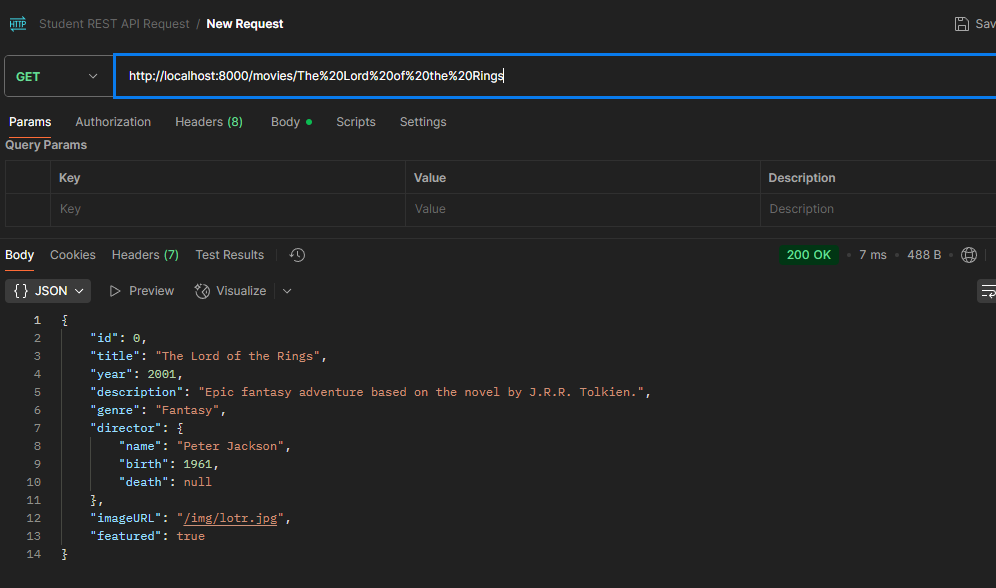 HTTP Student REST API Request / New Request Sav
GET http://localhost:8000/movies/The%20Lord%20of%20the%20Rings
Params Authorization Headers (8) Body Scripts Settings
Query Params
Key Value Description
Key Value Description
Body Cookies Headers (7) Test Results 200 OK • 7 ms • 488 B •
{} JSON Preview Visualize
1 {
2 "id": 0,
3 "title": "The Lord of the Rings",
4 "year": 2001,
5 "description": "Epic fantasy adventure based on the novel by J.R.R. Tolkien.",
6 "genre": "Fantasy",
7 "director": {
8 "name": "Peter Jackson",
9 "birth": 1961,
10 "death": null
11 },
12 "imageURL": "/img/lotr.jpg",
13 "featured": true
14 }